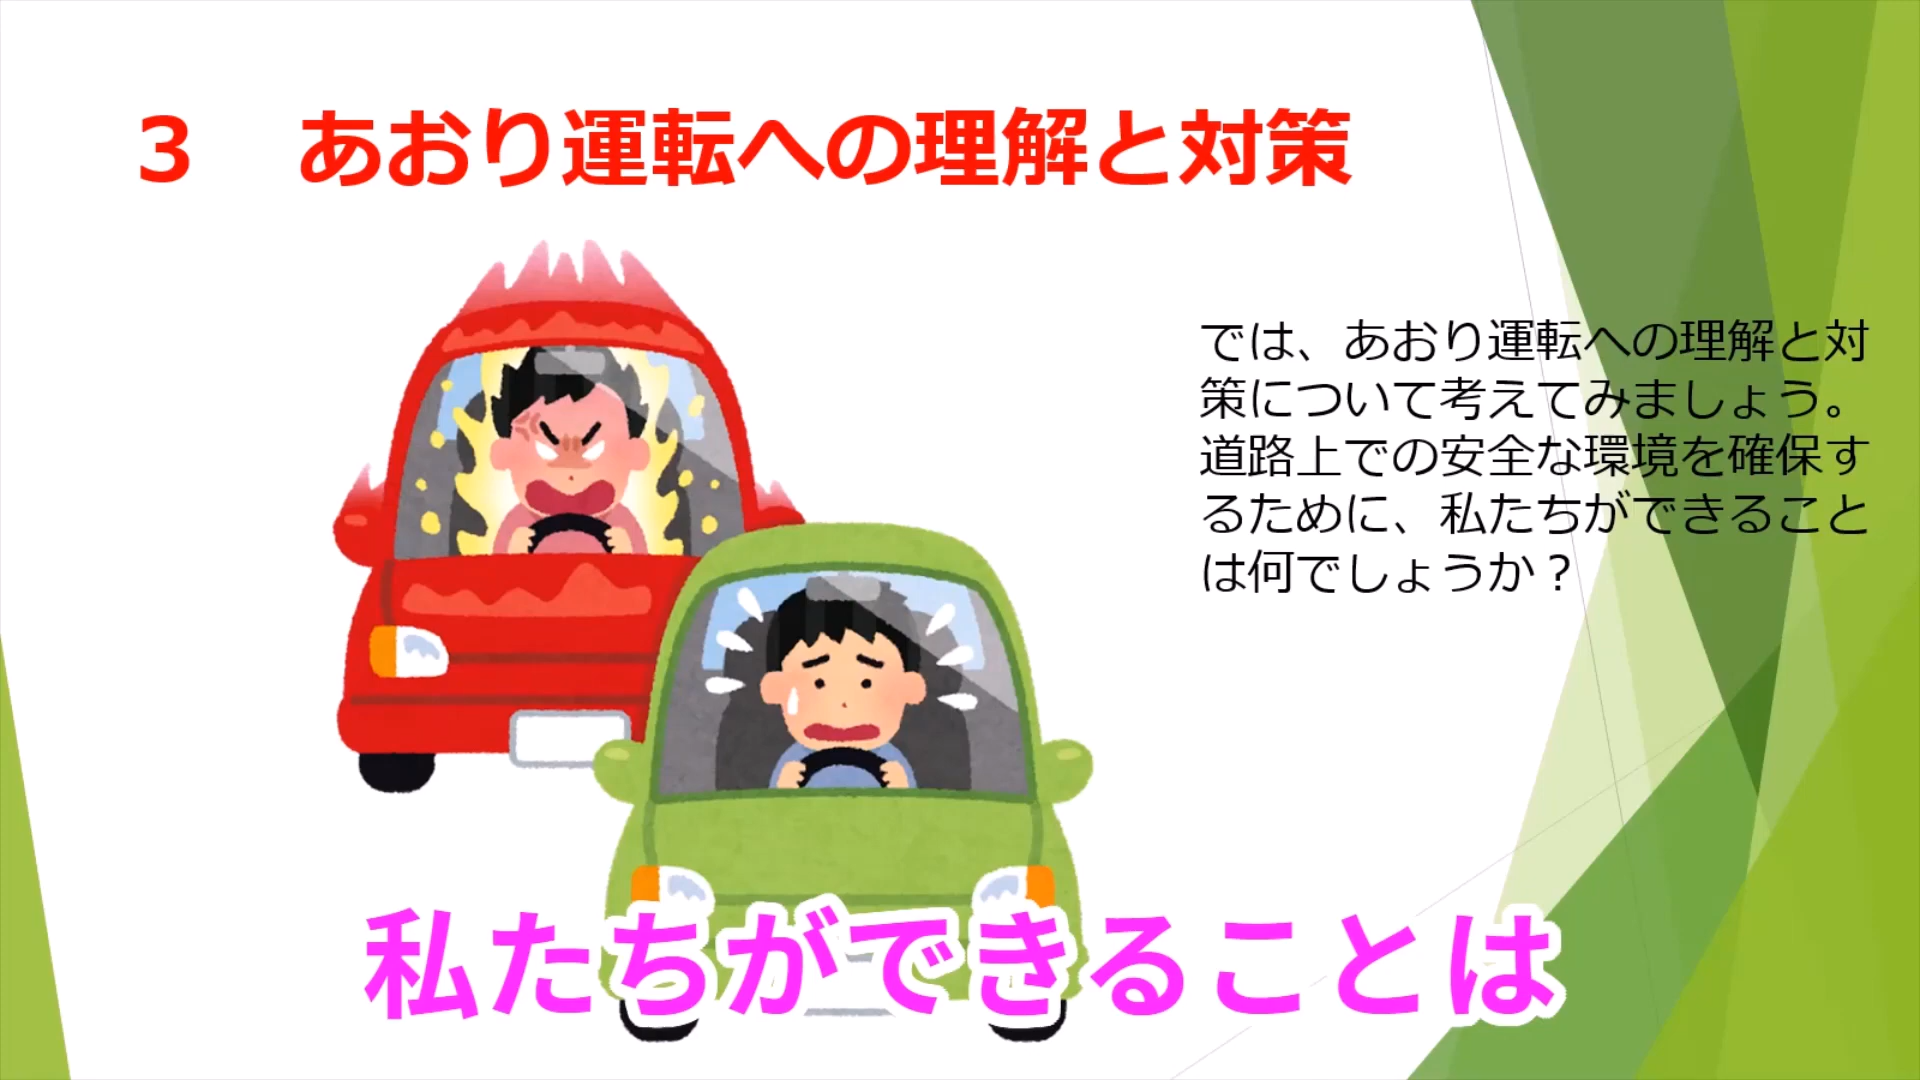 ３　あおり運転への理解と対策
では、あおり運転への理解と対
策について考えてみましょう。
道路上での安全な環境を確保す
るために、私たちができること
は何でしょうか？
私たちができることは